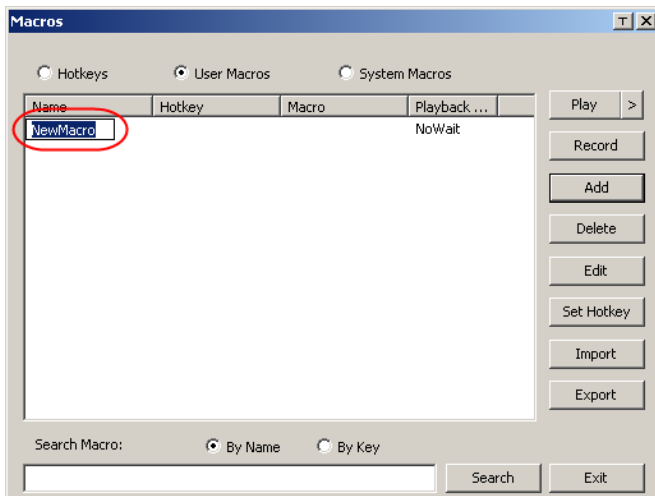 Macros
T X
Hotkeys User Macros System Macros
Name Hotkey Macro Playback ...
NewMacro NoWait
Play >
Record
Add
Delete
Edit
Set Hotkey
Import
Export
Search Macro: By Name By Key
Search Exit